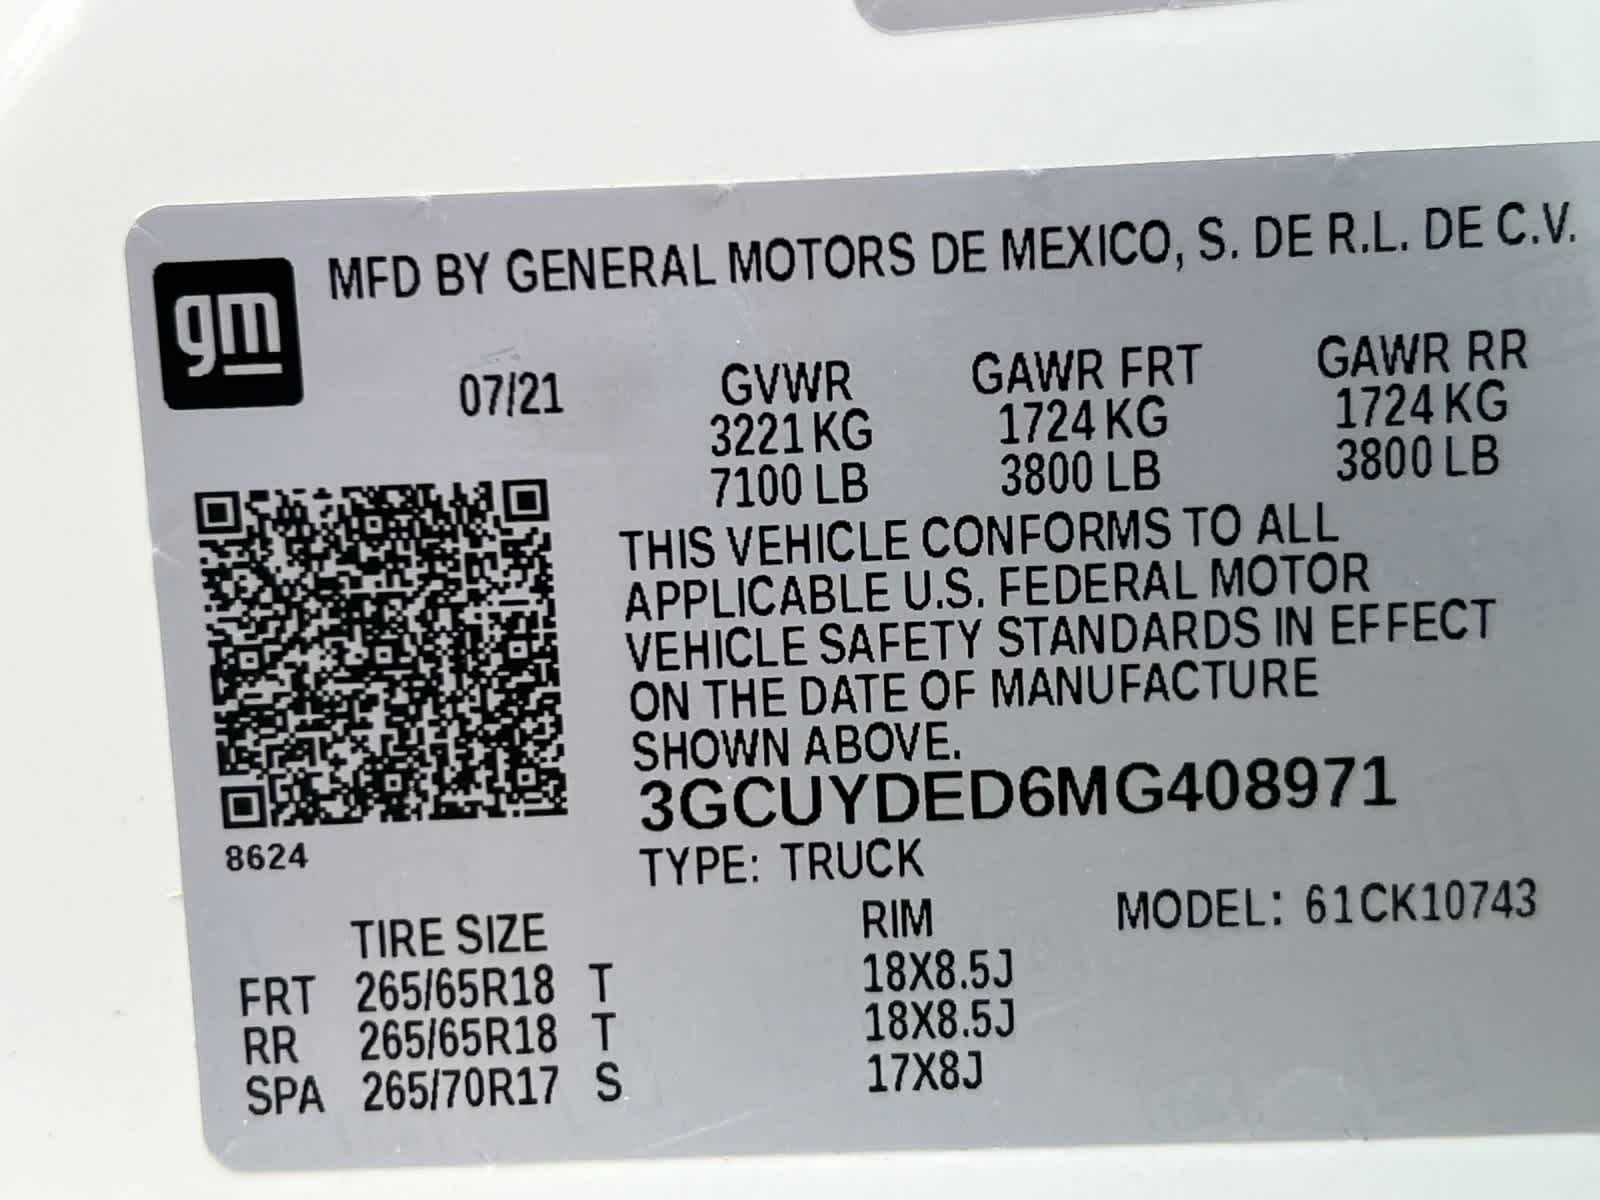 gm
MFD BY GENERAL MOTORS DE MEXICO, S. DE R.L. DE C.V.
07/21 GVWR GAWR FRT GAWR RR
3221 KG 1724 KG 1724 KG
7100 LB 3800 LB 3800 LB
THIS VEHICLE CONFORMS TO ALL
APPLICABLE U.S. FEDERAL MOTOR
VEHICLE SAFETY STANDARDS IN EFFECT
ON THE DATE OF MANUFACTURE
SHOWN ABOVE.
3GCUYDED6MG408971
8624
TYPE: TRUCK
MODEL: 61CK10743
TIRE SIZE RIM
FRT 265/65R18 T 18X8.5J
RR 265/65R18 T 18X8.5J
SPA 265/70R17 S 17X8J